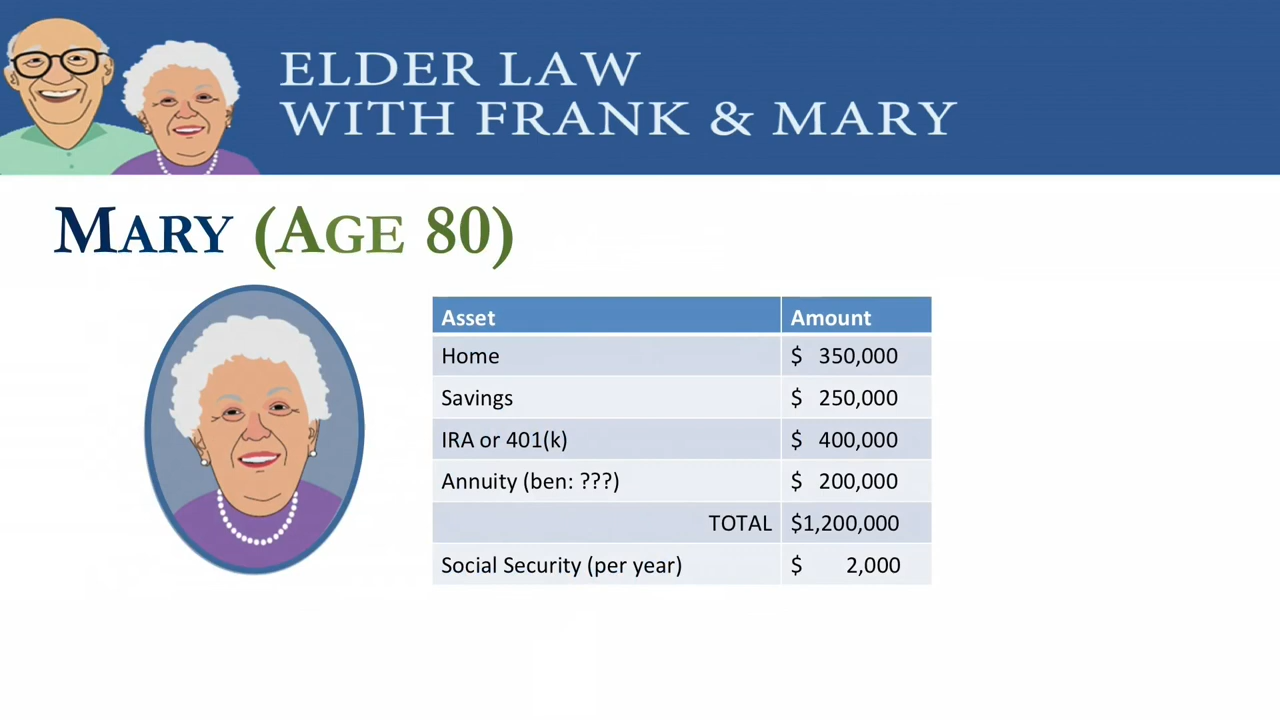 ELDER LAW
WITH FRANK & MARY
MARY (AGE 80)
Asset Amount
Home $ 350,000
Savings $ 250,000
IRA or 401(k) $ 400,000
Annuity (ben: ???) $ 200,000
TOTAL $1,200,000
Social Security (per year) $ 2,000